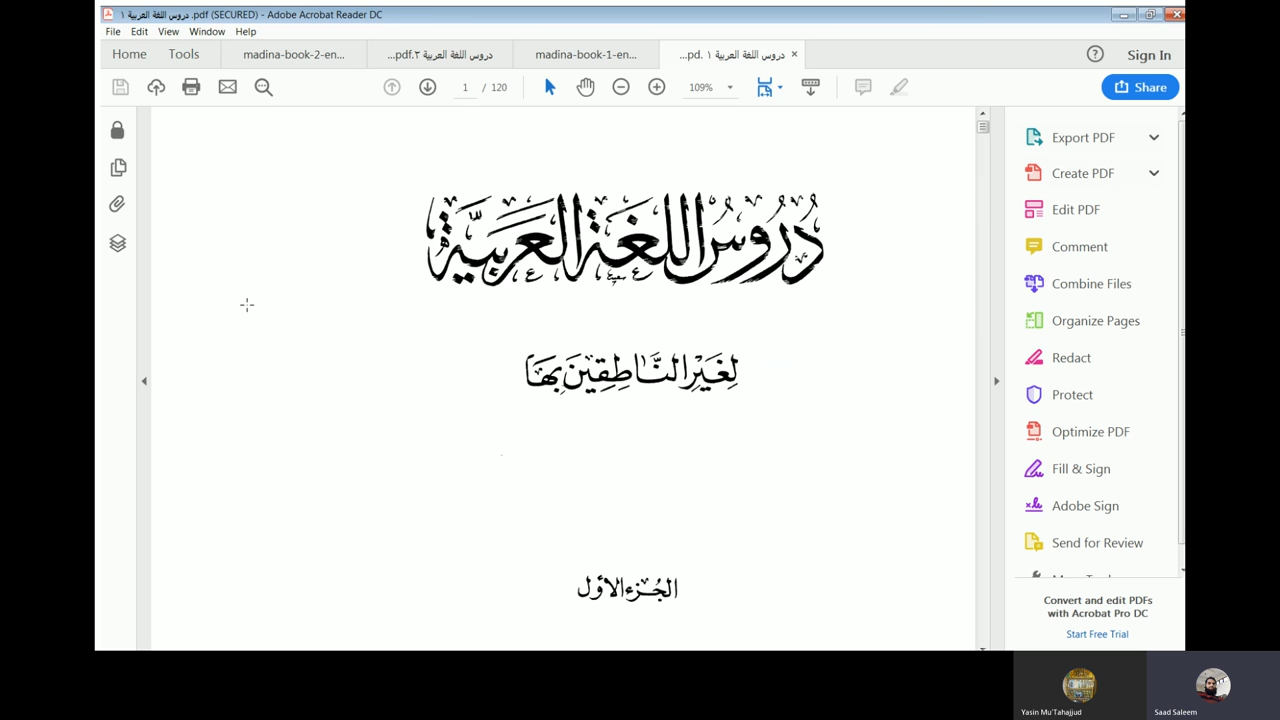 دروس اللغة العربية ١ .pdf (SECURED) - Adobe Acrobat Reader DC
File Edit View Window Help
Home Tools madina-book-2-en... دروس اللغة العربية ٢.pdf... madina-book-1-en... دروس اللغة العربية ١ .pd... × Sign In
1 / 120 109% Share
دُرُوسُ اللغَةِ العَرَبِيَّةِ
لِغَيْرِ النَّاطِقِينَ بِهَا
الجُزء الأوّل
Export PDF
Create PDF
Edit PDF
Comment
Combine Files
Organize Pages
Redact
Protect
Optimize PDF
Fill & Sign
Adobe Sign
Send for Review
Convert and edit PDFs
with Acrobat Pro DC
Start Free Trial
Yasin Mu'Tahajjud Saad Saleem